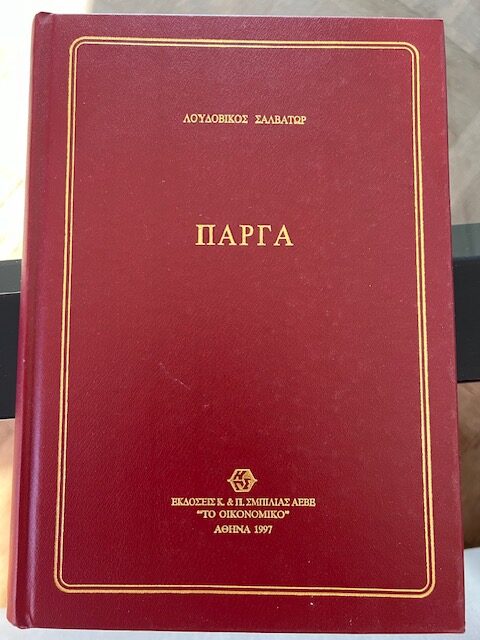 ΛΟΥΔΟΒΙΚΟΣ ΣΑΛΒΑΤΩΡ
ΠΑΡΓΑ
ΕΚΔΟΣΕΙΣ Κ. & Π. ΣΜΠΙΛΙΑΣ ΑΕΒΕ
"ΤΟ ΟΙΚΟΝΟΜΙΚΟ"
ΑΘΗΝΑ 1997